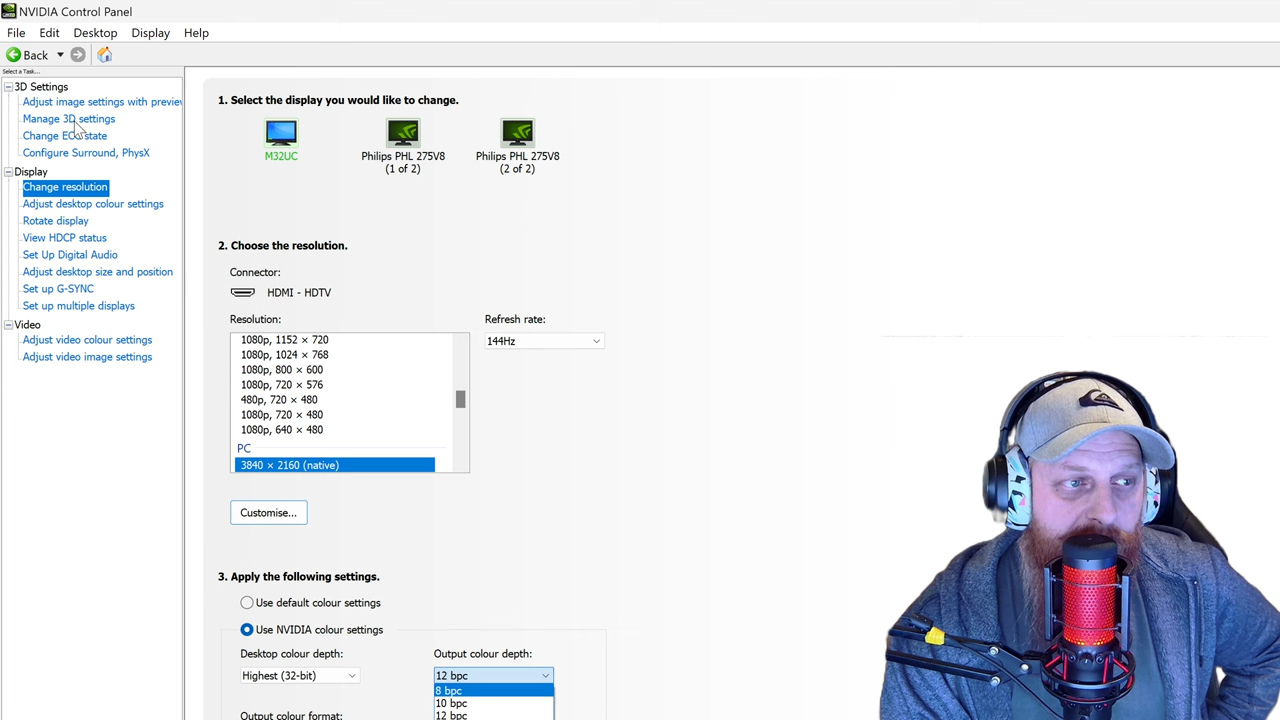 NVIDIA Control Panel
File Edit Desktop Display Help
Back
Select a Task...
3D Settings
Adjust image settings with preview
Manage 3D settings
Change ECC state
Configure Surround, PhysX
Display
Change resolution
Adjust desktop colour settings
Rotate display
View HDCP status
Set Up Digital Audio
Adjust desktop size and position
Set up G-SYNC
Set up multiple displays
Video
Adjust video colour settings
Adjust video image settings
1. Select the display you would like to change.
M32UC
Philips PHL 275V8
(1 of 2)
Philips PHL 275V8
(2 of 2)
2. Choose the resolution.
Connector:
HDMI - HDTV
Resolution:
1080p, 1152 × 720
1080p, 1024 × 768
1080p, 800 × 600
1080p, 720 × 576
480p, 720 × 480
1080p, 720 × 480
1080p, 640 × 480
PC
3840 × 2160 (native)
Refresh rate:
144Hz
Customise...
3. Apply the following settings.
Use default colour settings
Use NVIDIA colour settings
Desktop colour depth:
Highest (32-bit)
Output colour depth:
12 bpc
8 bpc
10 bpc
12 bpc
Output colour format: